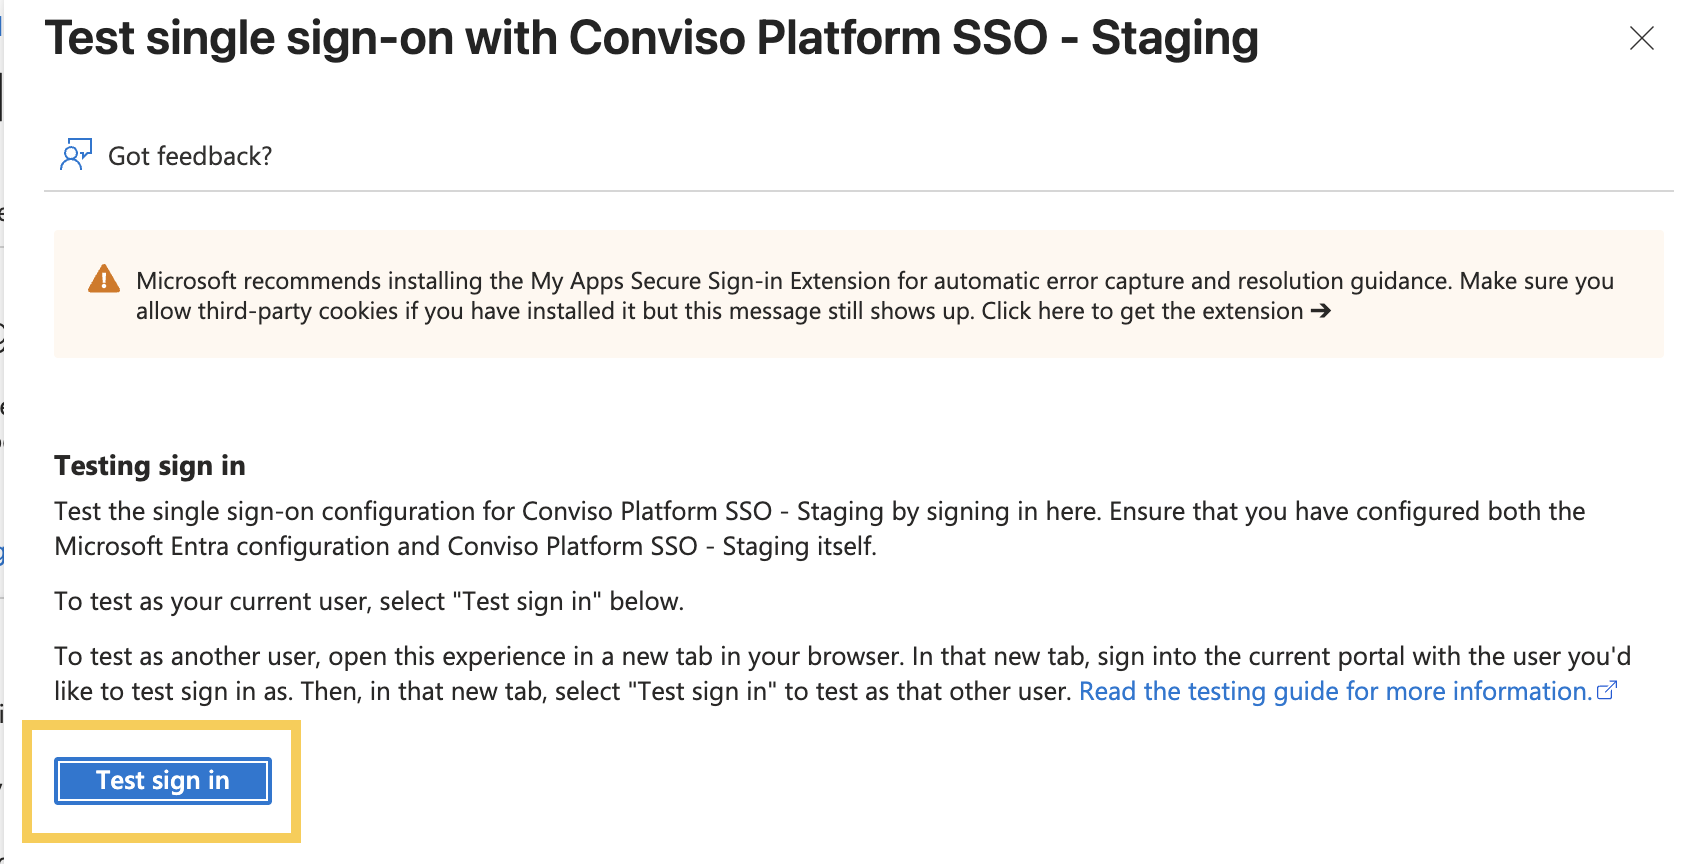 Test single sign-on with Conviso Platform SSO - Staging
Got feedback?
Microsoft recommends installing the My Apps Secure Sign-in Extension for automatic error capture and resolution guidance. Make sure you
allow third-party cookies if you have installed it but this message still shows up. Click here to get the extension →
Testing sign in
Test the single sign-on configuration for Conviso Platform SSO - Staging by signing in here. Ensure that you have configured both the
Microsoft Entra configuration and Conviso Platform SSO - Staging itself.
To test as your current user, select "Test sign in" below.
To test as another user, open this experience in a new tab in your browser. In that new tab, sign into the current portal with the user you'd
like to test sign in as. Then, in that new tab, select "Test sign in" to test as that other user. Read the testing guide for more information.
Test sign in